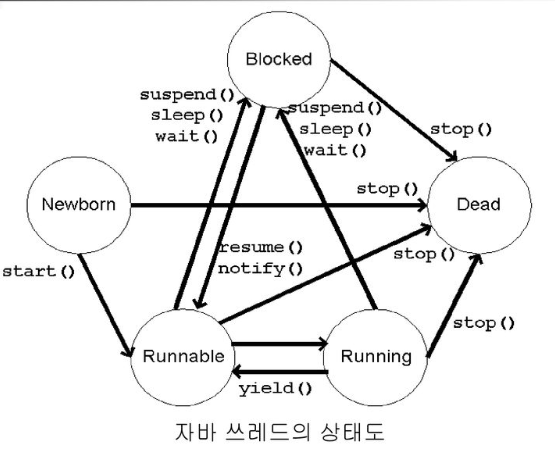 Blocked
suspend()
sleep()
wait()
suspend()
sleep()
wait()
stop()
Newborn
stop()
Dead
start()
resume()
notify()
stop()
stop()
Runnable
Running
yield()
자바 쓰레드의 상태도